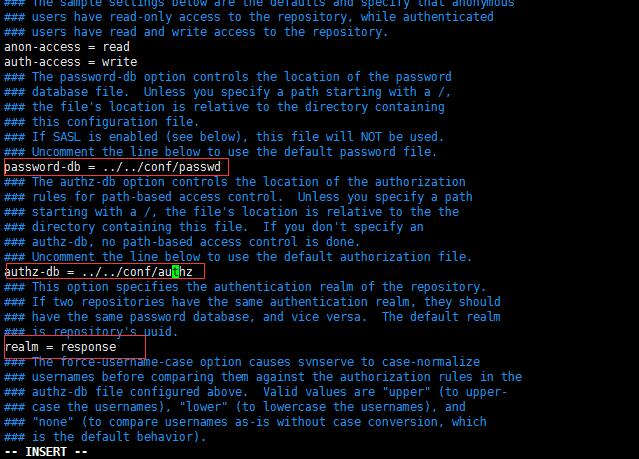 ### The sample settings below are the defaults and specify that anonymous
### users have read-only access to the repository, while authenticated
### users have read and write access to the repository.
anon-access = read
auth-access = write
### The password-db option controls the location of the password
### database file.  Unless you specify a path starting with a /,
### the file's location is relative to the directory containing
### this configuration file.
### If SASL is enabled (see below), this file will NOT be used.
### Uncomment the line below to use the default password file.
password-db = ../../conf/passwd
### The authz-db option controls the location of the authorization
### rules for path-based access control.  Unless you specify a path
### starting with a /, the file's location is relative to the the
### directory containing this file.  If you don't specify an
### authz-db, no path-based access control is done.
### Uncomment the line below to use the default authorization file.
authz-db = ../../conf/authz
### This option specifies the authentication realm of the repository.
### If two repositories have the same authentication realm, they should
### have the same password database, and vice versa.  The default realm
### is repository's uuid.
realm = response
### The force-username-case option causes svnserve to case-normalize
### usernames before comparing them against the authorization rules in the
### authz-db file configured above.  Valid values are "upper" (to upper-
### case the usernames), "lower" (to lowercase the usernames), and
### "none" (to compare usernames as-is without case conversion, which
### is the default behavior).
-- INSERT --